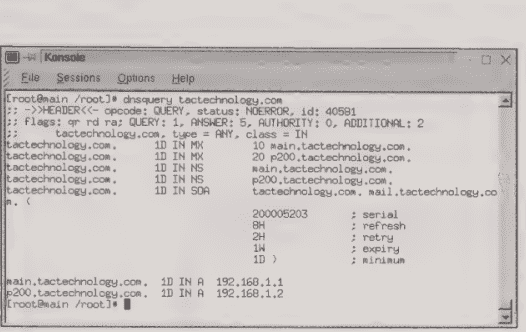 Konsole
File Sessions Options Help
[root@main /root]# dnsquery tactechnology.com
;; ->>HEADER<<- opcode: QUERY, status: NOERROR, id: 40581
;; flags: qr rd ra; QUERY: 1, ANSWER: 5, AUTHORITY: 0, ADDITIONAL: 2
;; tactechnology.com, type = ANY, class = IN
tactechnology.com. 1D IN MX 10 main.tactechnology.com.
tactechnology.com. 1D IN MX 20 p200.tactechnology.com.
tactechnology.com. 1D IN NS main.tactechnology.com.
tactechnology.com. 1D IN NS p200.tactechnology.com.
tactechnology.com. 1D IN SOA tactechnology.com. mail.tactechnology.co
m. (
200005203 ; serial
8H ; refresh
2H ; retry
1W ; expiry
1D ) ; minimum
main.tactechnology.com. 1D IN A 192.168.1.1
p200.tactechnology.com. 1D IN A 192.168.1.2
[root@main /root]#